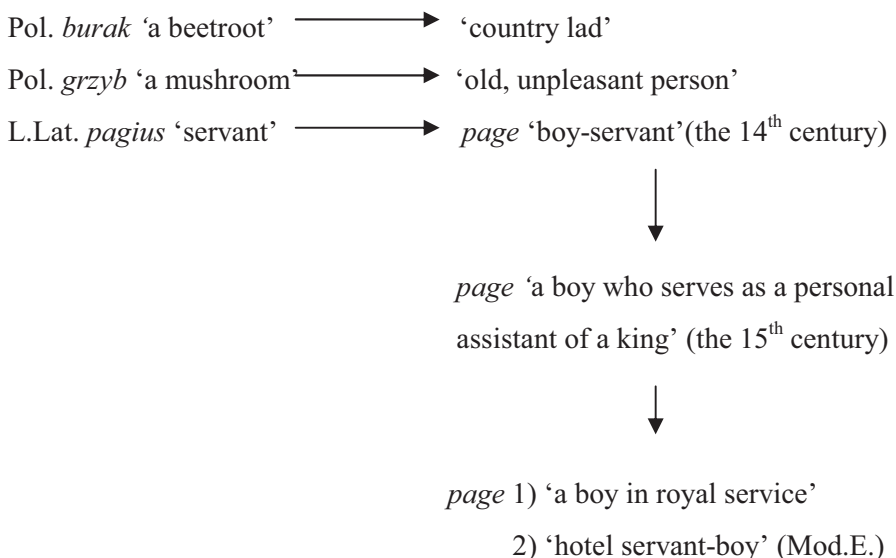 Pol. burak ‘a beetroot’ ‘country lad’
Pol. grzyb ‘a mushroom’ ‘old, unpleasant person’
L.Lat. pagius ‘servant’ page ‘boy-servant’(the 14th century)
page ‘a boy who serves as a personal
assistant of a king’ (the 15th century)
page 1) ‘a boy in royal service’
2) ‘hotel servant-boy’ (Mod.E.)